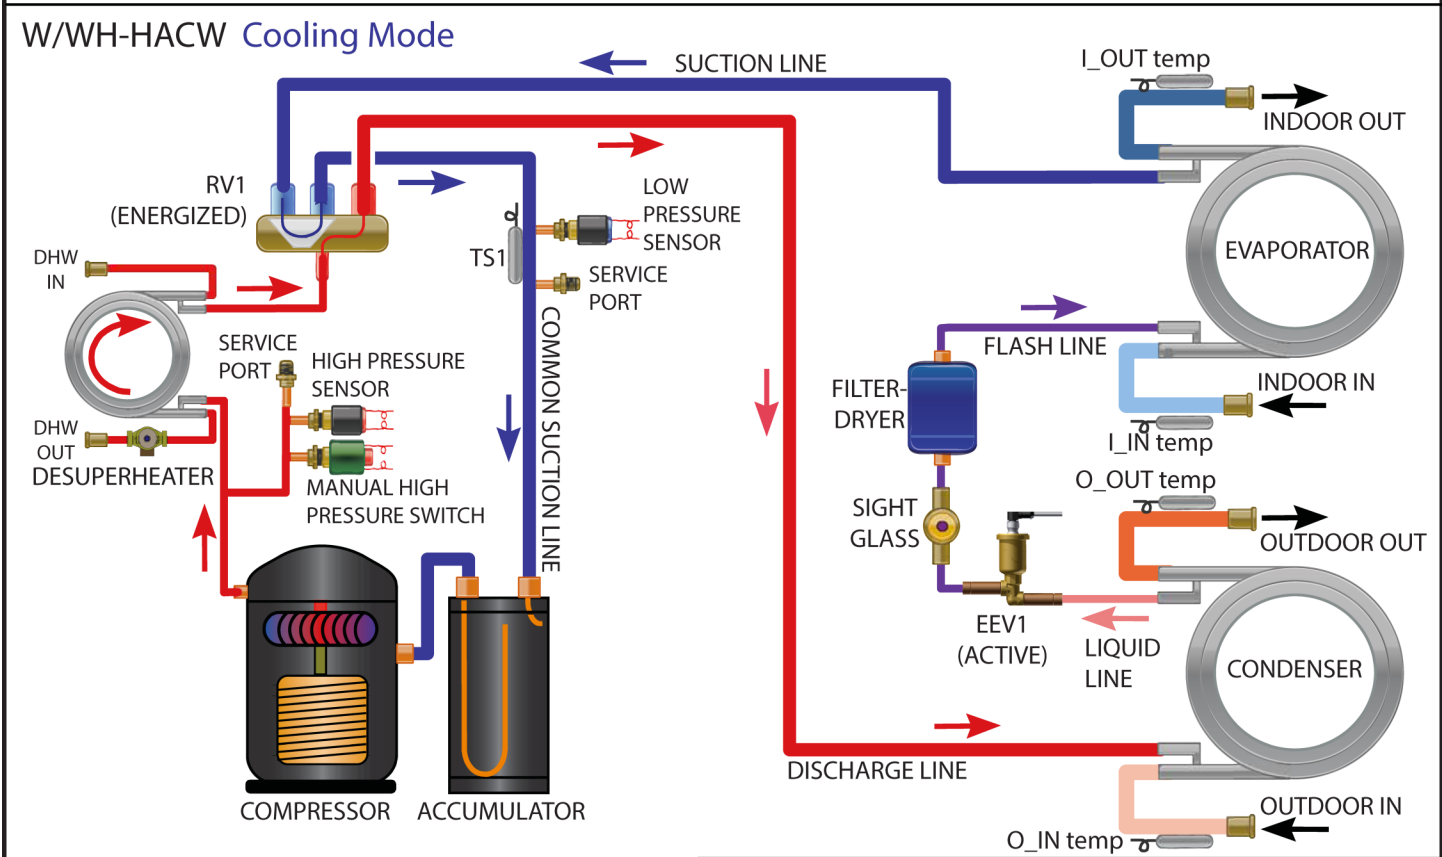 W/WH-HACW Cooling Mode
SUCTION LINE
I_OUT temp
INDOOR OUT
RV1
(ENERGIZED)
LOW
PRESSURE
SENSOR
TS1
SERVICE
PORT
EVAPORATOR
DHW
IN
SERVICE
PORT
HIGH PRESSURE
SENSOR
COMMON SUCTION LINE
FLASH LINE
FILTER-
DRYER
INDOOR IN
I_IN temp
DHW
OUT
DESUPERHEATER
MANUAL HIGH
PRESSURE SWITCH
O_OUT temp
SIGHT
GLASS
OUTDOOR OUT
EEV1
(ACTIVE)
LIQUID
LINE
CONDENSER
DISCHARGE LINE
COMPRESSOR
ACCUMULATOR
OUTDOOR IN
O_IN temp